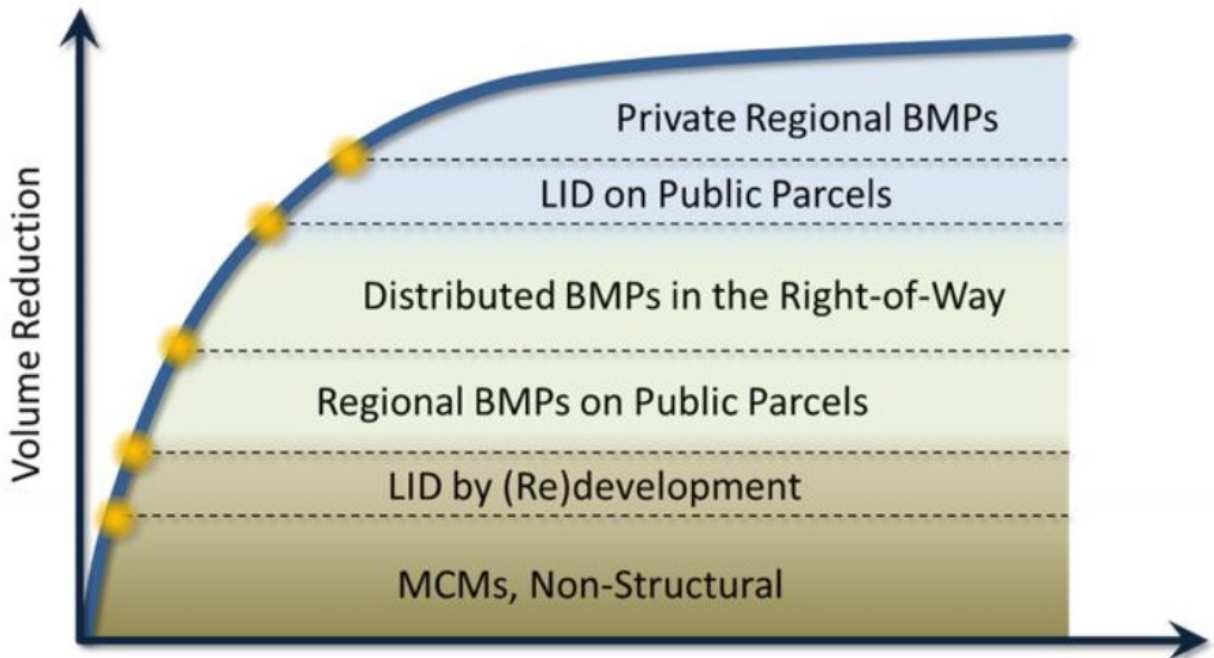 Volume Reduction
Private Regional BMPs
LID on Public Parcels
Distributed BMPs in the Right-of-Way
Regional BMPs on Public Parcels
LID by (Re)development
MCMs, Non-Structural